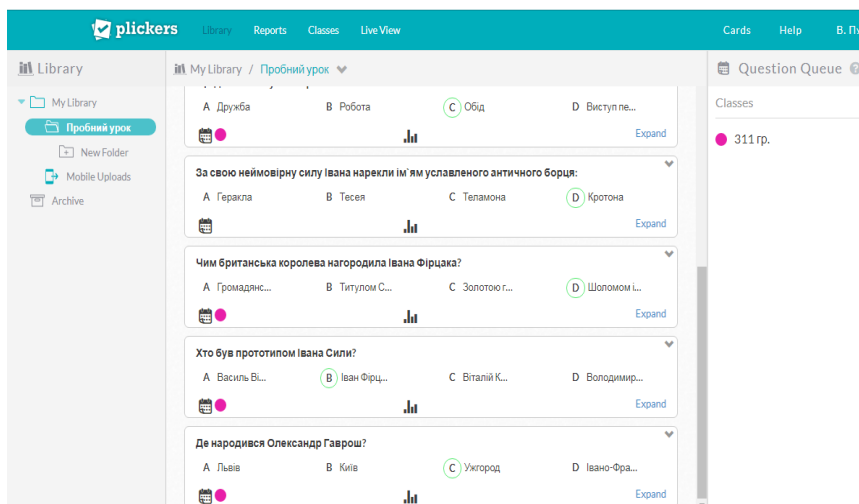 plickers Library Reports Classes Live View Cards Help В. П
Library
My Library / Пробний урок
Question Queue
My Library
Пробний урок
New Folder
Mobile Uploads
Archive
Classes
311 гр.
A Дружба B Робота C Обід D Виступ пе...
Expand
За свою неймовірну силу Івана нарекли ім`ям уславленого античного борця:
A Геракла B Тесея C Теламона D Кротона
Expand
Чим британська королева нагородила Івана Фірцака?
A Громадянс... B Титулом С... C Золотою г... D Шоломом і...
Expand
Хто був прототипом Івана Сили?
A Василь Ві... B Іван Фірц... C Віталій К... D Володимир...
Expand
Де народився Олександр Гаврош?
A Львів B Київ C Ужгород D Івано-Фра...
Expand